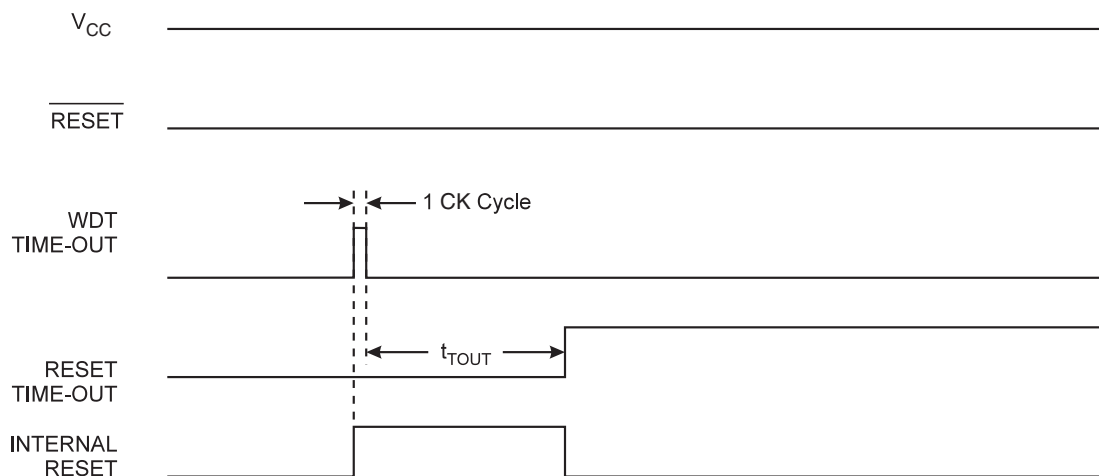 VCC
RESET
1 CK Cycle
WDT
TIME-OUT
tTOUT
RESET
TIME-OUT
INTERNAL
RESET